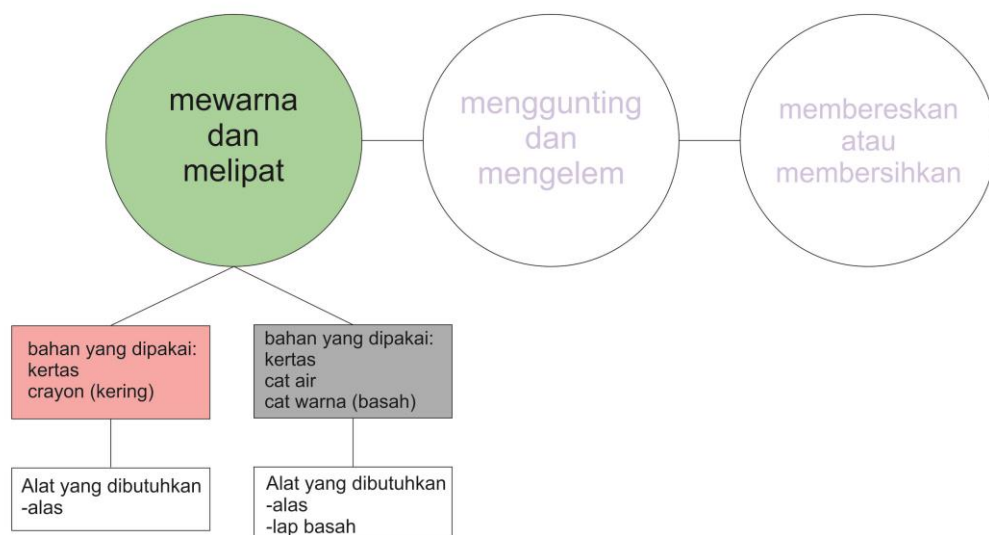 mewarna
dan
melipat
menggunting
dan
mengelem
membereskan
atau
membersihkan
bahan yang dipakai:
kertas
crayon (kering)
bahan yang dipakai:
kertas
cat air
cat warna (basah)
Alat yang dibutuhkan
-alas
Alat yang dibutuhkan
-alas
-lap basah